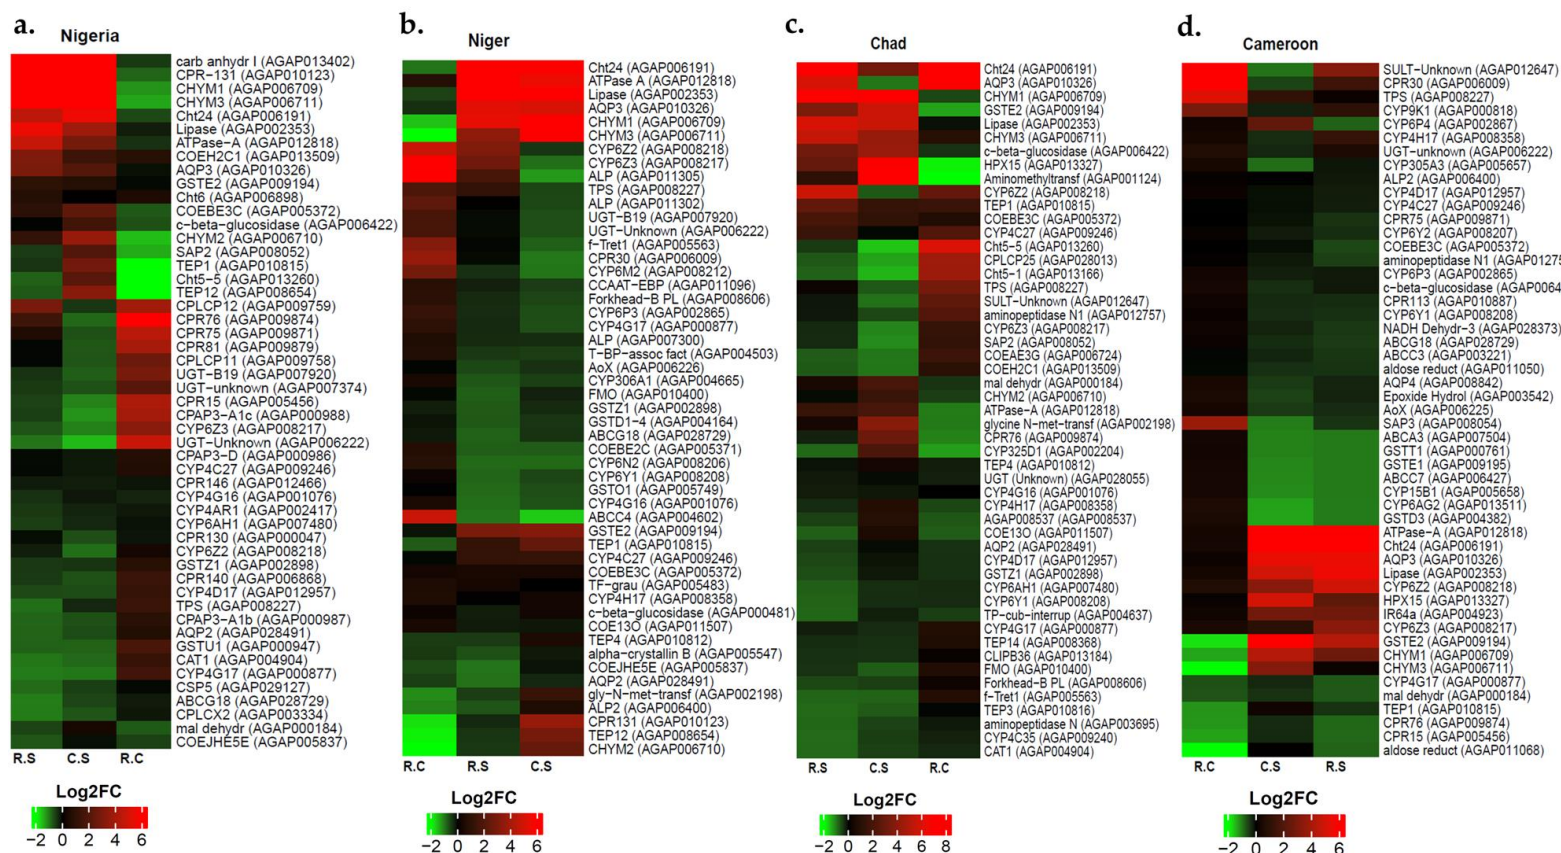 a.
Nigeria
carb anhydr I (AGAP013402)
CPR−131 (AGAP010123)
CHYM1 (AGAP006709)
CHYM3 (AGAP006711)
Cht24 (AGAP006191)
Lipase (AGAP002353)
ATPase−A (AGAP012818)
COEH2C1 (AGAP013509)
AQP3 (AGAP010326)
GSTE2 (AGAP009194)
Cht6 (AGAP006898)
COEBE3C (AGAP005372)
c−beta−glucosidase (AGAP006422)
CHYM2 (AGAP006710)
SAP2 (AGAP008052)
TEP1 (AGAP010815)
Cht5−5 (AGAP013260)
TEP12 (AGAP008654)
CPLCP12 (AGAP009759)
CPR76 (AGAP009874)
CPR75 (AGAP009871)
CPR81 (AGAP009879)
CPLCP11 (AGAP009758)
UGT−B19 (AGAP007920)
UGT−unknown (AGAP007374)
CPR15 (AGAP005456)
CPAP3−A1c (AGAP000988)
CYP6Z3 (AGAP008217)
UGT−Unknown (AGAP006222)
CPAP3−D (AGAP000986)
CYP4C27 (AGAP009246)
CPR146 (AGAP012466)
CYP4G16 (AGAP001076)
CYP4AR1 (AGAP002417)
CYP6AH1 (AGAP007480)
CPR130 (AGAP000047)
CYP6Z2 (AGAP008218)
GSTZ1 (AGAP002898)
CPR140 (AGAP006868)
CYP4D17 (AGAP012957)
TPS (AGAP008227)
CPAP3−A1b (AGAP000987)
AQP2 (AGAP028491)
GSTU1 (AGAP000947)
CAT1 (AGAP004904)
CYP4G17 (AGAP000877)
CSP5 (AGAP029127)
ABCG18 (AGAP028729)
CPLCX2 (AGAP003334)
mal dehydr (AGAP000184)
COEJHE5E (AGAP005837)
R.S C.S R.C
Log2FC
−2 0 2 4 6
b.
Niger
Cht24 (AGAP006191)
ATPase A (AGAP012818)
Lipase (AGAP002353)
AQP3 (AGAP010326)
CHYM1 (AGAP006709)
CHYM3 (AGAP006711)
CYP6Z2 (AGAP008218)
CYP6Z3 (AGAP008217)
ALP (AGAP011305)
TPS (AGAP008227)
ALP (AGAP011302)
UGT−B19 (AGAP007920)
UGT−Unknown (AGAP006222)
f−Tret1 (AGAP005563)
CPR30 (AGAP006009)
CYP6M2 (AGAP008212)
CCAAT−EBP (AGAP011096)
Forkhead−B PL (AGAP008606)
CYP6P3 (AGAP002865)
CYP4G17 (AGAP000877)
ALP (AGAP007300)
T−BP−assoc fact (AGAP004503)
AoX (AGAP006226)
CYP306A1 (AGAP004665)
FMO (AGAP010400)
GSTZ1 (AGAP002898)
GSTD1−4 (AGAP004164)
ABCG18 (AGAP028729)
COEBE2C (AGAP005371)
CYP6N2 (AGAP008206)
CYP6Y1 (AGAP008208)
GSTO1 (AGAP005749)
CYP4G16 (AGAP001076)
ABCC4 (AGAP004602)
GSTE2 (AGAP009194)
TEP1 (AGAP010815)
CYP4C27 (AGAP009246)
COEBE3C (AGAP005372)
TF−grau (AGAP005483)
CYP4H17 (AGAP008358)
c−beta−glucosidase (AGAP000481)
COE13O (AGAP011507)
TEP4 (AGAP010812)
alpha−crystallin B (AGAP005547)
COEJHE5E (AGAP005837)
AQP2 (AGAP028491)
gly−N−met−transf (AGAP002198)
ALP2 (AGAP006400)
CPR131 (AGAP010123)
TEP12 (AGAP008654)
CHYM2 (AGAP006710)
R.C R.S C.S
Log2FC
−2 0 2 4 6
c.
Chad
Cht24 (AGAP006191)
AQP3 (AGAP010326)
CHYM1 (AGAP006709)
GSTE2 (AGAP009194)
Lipase (AGAP002353)
CHYM3 (AGAP006711)
c−beta−glucosidase (AGAP006422)
HPX15 (AGAP013327)
Aminomethyltransf (AGAP001124)
CYP6Z2 (AGAP008218)
TEP1 (AGAP010815)
COEBE3C (AGAP005372)
CYP4C27 (AGAP009246)
Cht5−5 (AGAP013260)
CPLCP25 (AGAP028013)
Cht5−1 (AGAP013166)
TPS (AGAP008227)
SULT−Unknown (AGAP012647)
aminopeptidase N1 (AGAP012757)
CYP6Z3 (AGAP008217)
SAP2 (AGAP008052)
COEAE3G (AGAP006724)
COEH2C1 (AGAP013509)
mal dehydr (AGAP000184)
CHYM2 (AGAP006710)
ATPase−A (AGAP012818)
glycine N−met−transf (AGAP002198)
CPR76 (AGAP009874)
CYP325D1 (AGAP002204)
TEP4 (AGAP010812)
UGT (Unknown) (AGAP028055)
CYP4G16 (AGAP001076)
CYP4H17 (AGAP008358)
AGAP008537 (AGAP008537)
COE13O (AGAP011507)
AQP2 (AGAP028491)
CYP4D17 (AGAP012957)
GSTZ1 (AGAP002898)
CYP6AH1 (AGAP007480)
CYP6Y1 (AGAP008208)
TP−cub−interrup (AGAP004637)
CYP4G17 (AGAP000877)
TEP14 (AGAP008368)
CLIPB36 (AGAP013184)
FMO (AGAP010400)
Forkhead−B PL (AGAP008606)
f−Tret1 (AGAP005563)
TEP3 (AGAP010816)
aminopeptidase N (AGAP003695)
CYP4C35 (AGAP009240)
CAT1 (AGAP004904)
R.S C.S R.C
Log2FC
−2 0 2 4 6 8
d.
Cameroon
SULT−Unknown (AGAP012647)
CPR30 (AGAP006009)
TPS (AGAP008227)
CYP9K1 (AGAP000818)
CYP6P4 (AGAP002867)
CYP4H17 (AGAP008358)
UGT−unknown (AGAP006222)
CYP305A3 (AGAP005657)
ALP2 (AGAP006400)
CYP4D17 (AGAP012957)
CYP4C27 (AGAP009246)
CPR75 (AGAP009871)
CYP6Y2 (AGAP008207)
COEBE3C (AGAP005372)
aminopeptidase N1 (AGAP01275
CYP6P3 (AGAP002865)
c−beta−glucosidase (AGAP0064
CPR113 (AGAP010887)
CYP6Y1 (AGAP008208)
NADH Dehydr−3 (AGAP028373)
ABCG18 (AGAP028729)
ABCC3 (AGAP003221)
aldose reduct (AGAP011050)
AQP4 (AGAP008842)
Epoxide Hydrol (AGAP003542)
AoX (AGAP006225)
SAP3 (AGAP008054)
ABCA3 (AGAP007504)
GSTT1 (AGAP000761)
GSTE1 (AGAP009195)
ABCC7 (AGAP006427)
CYP15B1 (AGAP005658)
CYP6AG2 (AGAP013511)
GSTD3 (AGAP004382)
ATPase−A (AGAP012818)
Cht24 (AGAP006191)
AQP3 (AGAP010326)
Lipase (AGAP002353)
CYP6Z2 (AGAP008218)
HPX15 (AGAP013327)
IR64a (AGAP004923)
CYP6Z3 (AGAP008217)
GSTE2 (AGAP009194)
CHYM1 (AGAP006709)
CHYM3 (AGAP006711)
CYP4G17 (AGAP000877)
mal dehydr (AGAP000184)
TEP1 (AGAP010815)
CPR76 (AGAP009874)
CPR15 (AGAP005456)
aldose reduct (AGAP011068)
R.C C.S R.S
Log2FC
−2 0 2 4 6